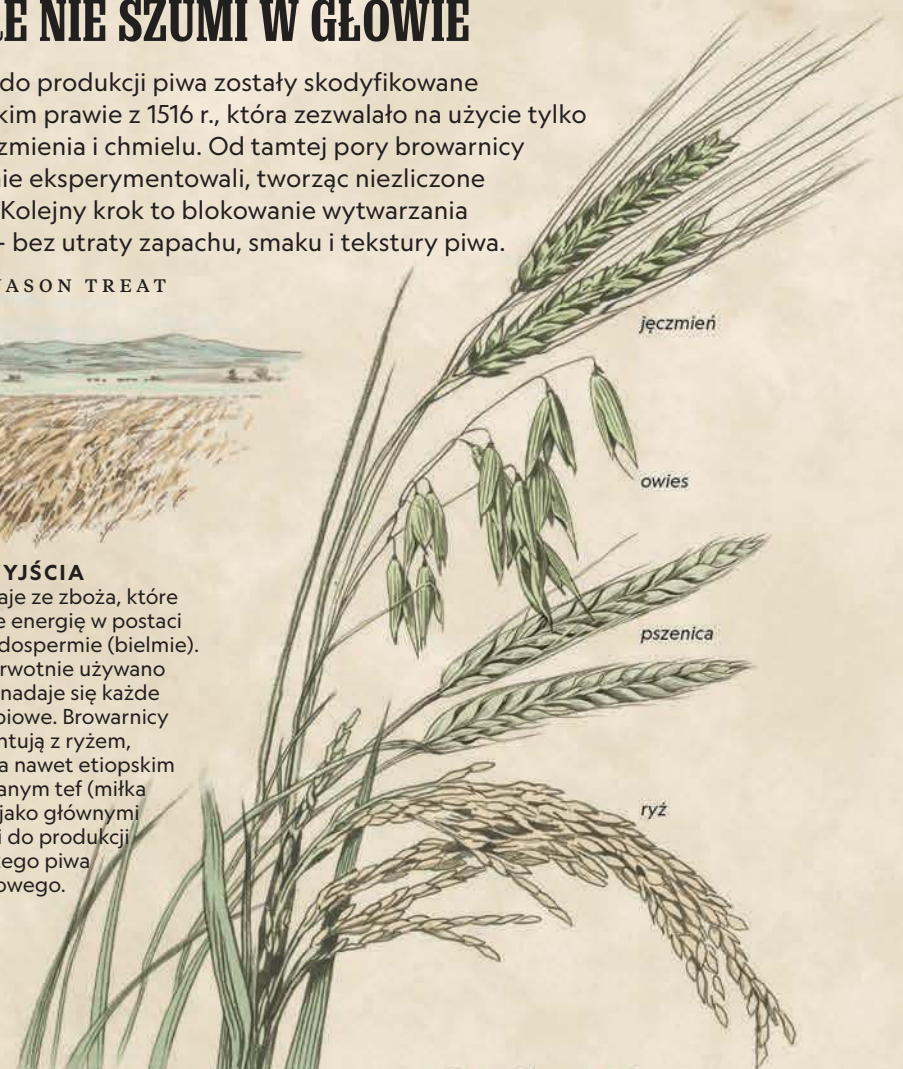 LE NIE SZUMI W GŁOWIE
do produkcji piwa zostały skodyfikowane
kim prawie z 1516 r., która zezwalało na użycie tylko
zmienia i chmielu. Od tamtej pory browarnicy
nie eksperymentowali, tworząc niezliczone
Kolejny krok to blokowanie wytwarzania
– bez utraty zapachu, smaku i tekstury piwa.
JASON TREAT
jęczmień
owies
pszenica
ryż
YJŚCIA
aje ze zboża, które
e energię w postaci
dospermie (bielmie).
rwotnie używano
nadaje się każde
biowe. Browarnicy
ntują z ryżem,
a nawet etiopskim
anym tef (miłka
jako głównymi
i do produkcji
ego piwa
owego.